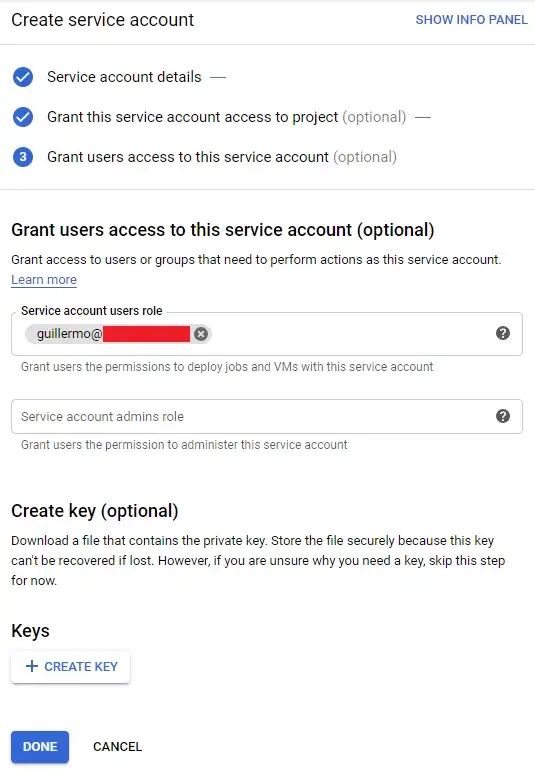 Create service account
SHOW INFO PANEL
Service account details —
Grant this service account access to project (optional) —
3
Grant users access to this service account (optional)
Grant users access to this service account (optional)
Grant access to users or groups that need to perform actions as this service account.
Learn more
Service account users role
guillermo@
?
Grant users the permissions to deploy jobs and VMs with this service account
Service account admins role
?
Grant users the permission to administer this service account
Create key (optional)
Download a file that contains the private key. Store the file securely because this key
can't be recovered if lost. However, if you are unsure why you need a key, skip this step
for now.
Keys
+ CREATE KEY
DONE
CANCEL